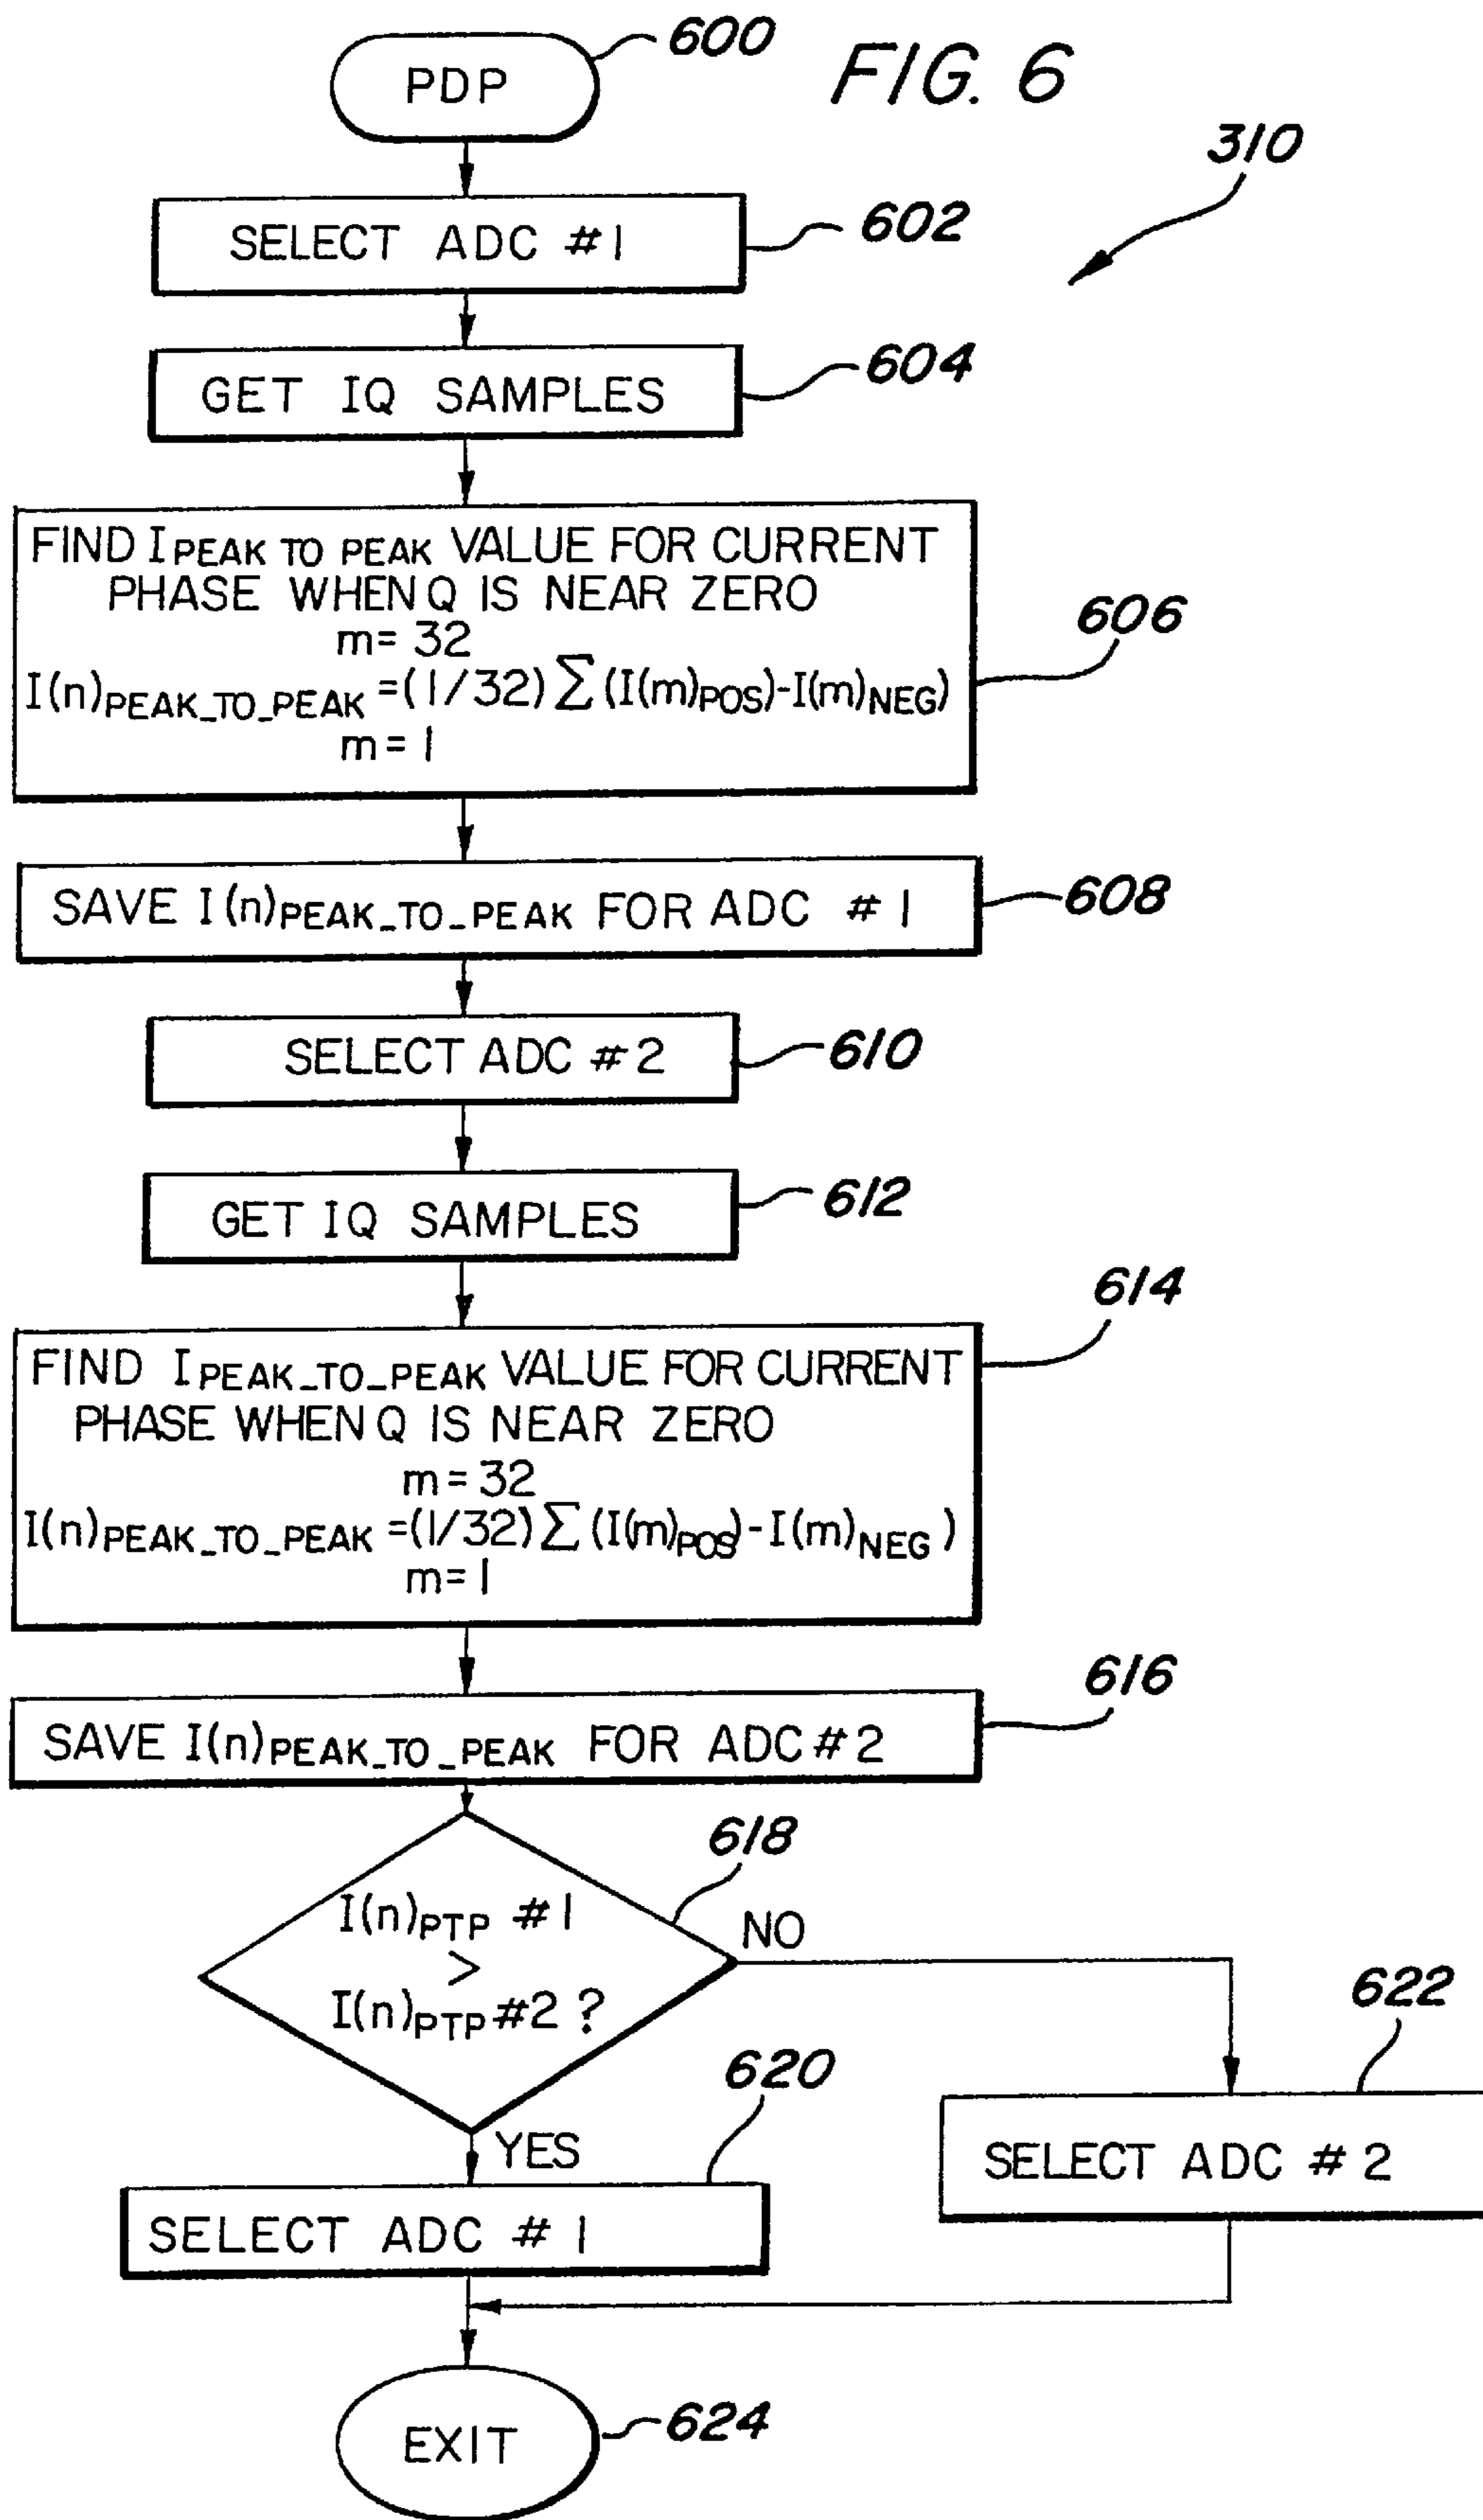 600
FIG. 6
PDP
310
SELECT ADC #1
602
GET IQ SAMPLES
604
FIND I PEAK TO PEAK VALUE FOR CURRENT
PHASE WHEN Q IS NEAR ZERO
m = 32
I(n)PEAK_TO_PEAK =(1/32) Σ (I(m)POS)-I(m)NEG)
m = 1
606
SAVE I(n)PEAK_TO_PEAK FOR ADC # 1
608
SELECT ADC #2
610
GET IQ SAMPLES
612
614
FIND I PEAK_TO_PEAK VALUE FOR CURRENT
PHASE WHEN Q IS NEAR ZERO
m = 32
I(n)PEAK_TO_PEAK =(1/32) Σ (I(m)POS)-I(m)NEG )
m = 1
616
SAVE I(n)PEAK_TO_PEAK FOR ADC #2
618
I(n)PTP #1
>
I(n)PTP #2 ?
NO
622
620
YES
SELECT ADC # 2
SELECT ADC # 1
EXIT
624